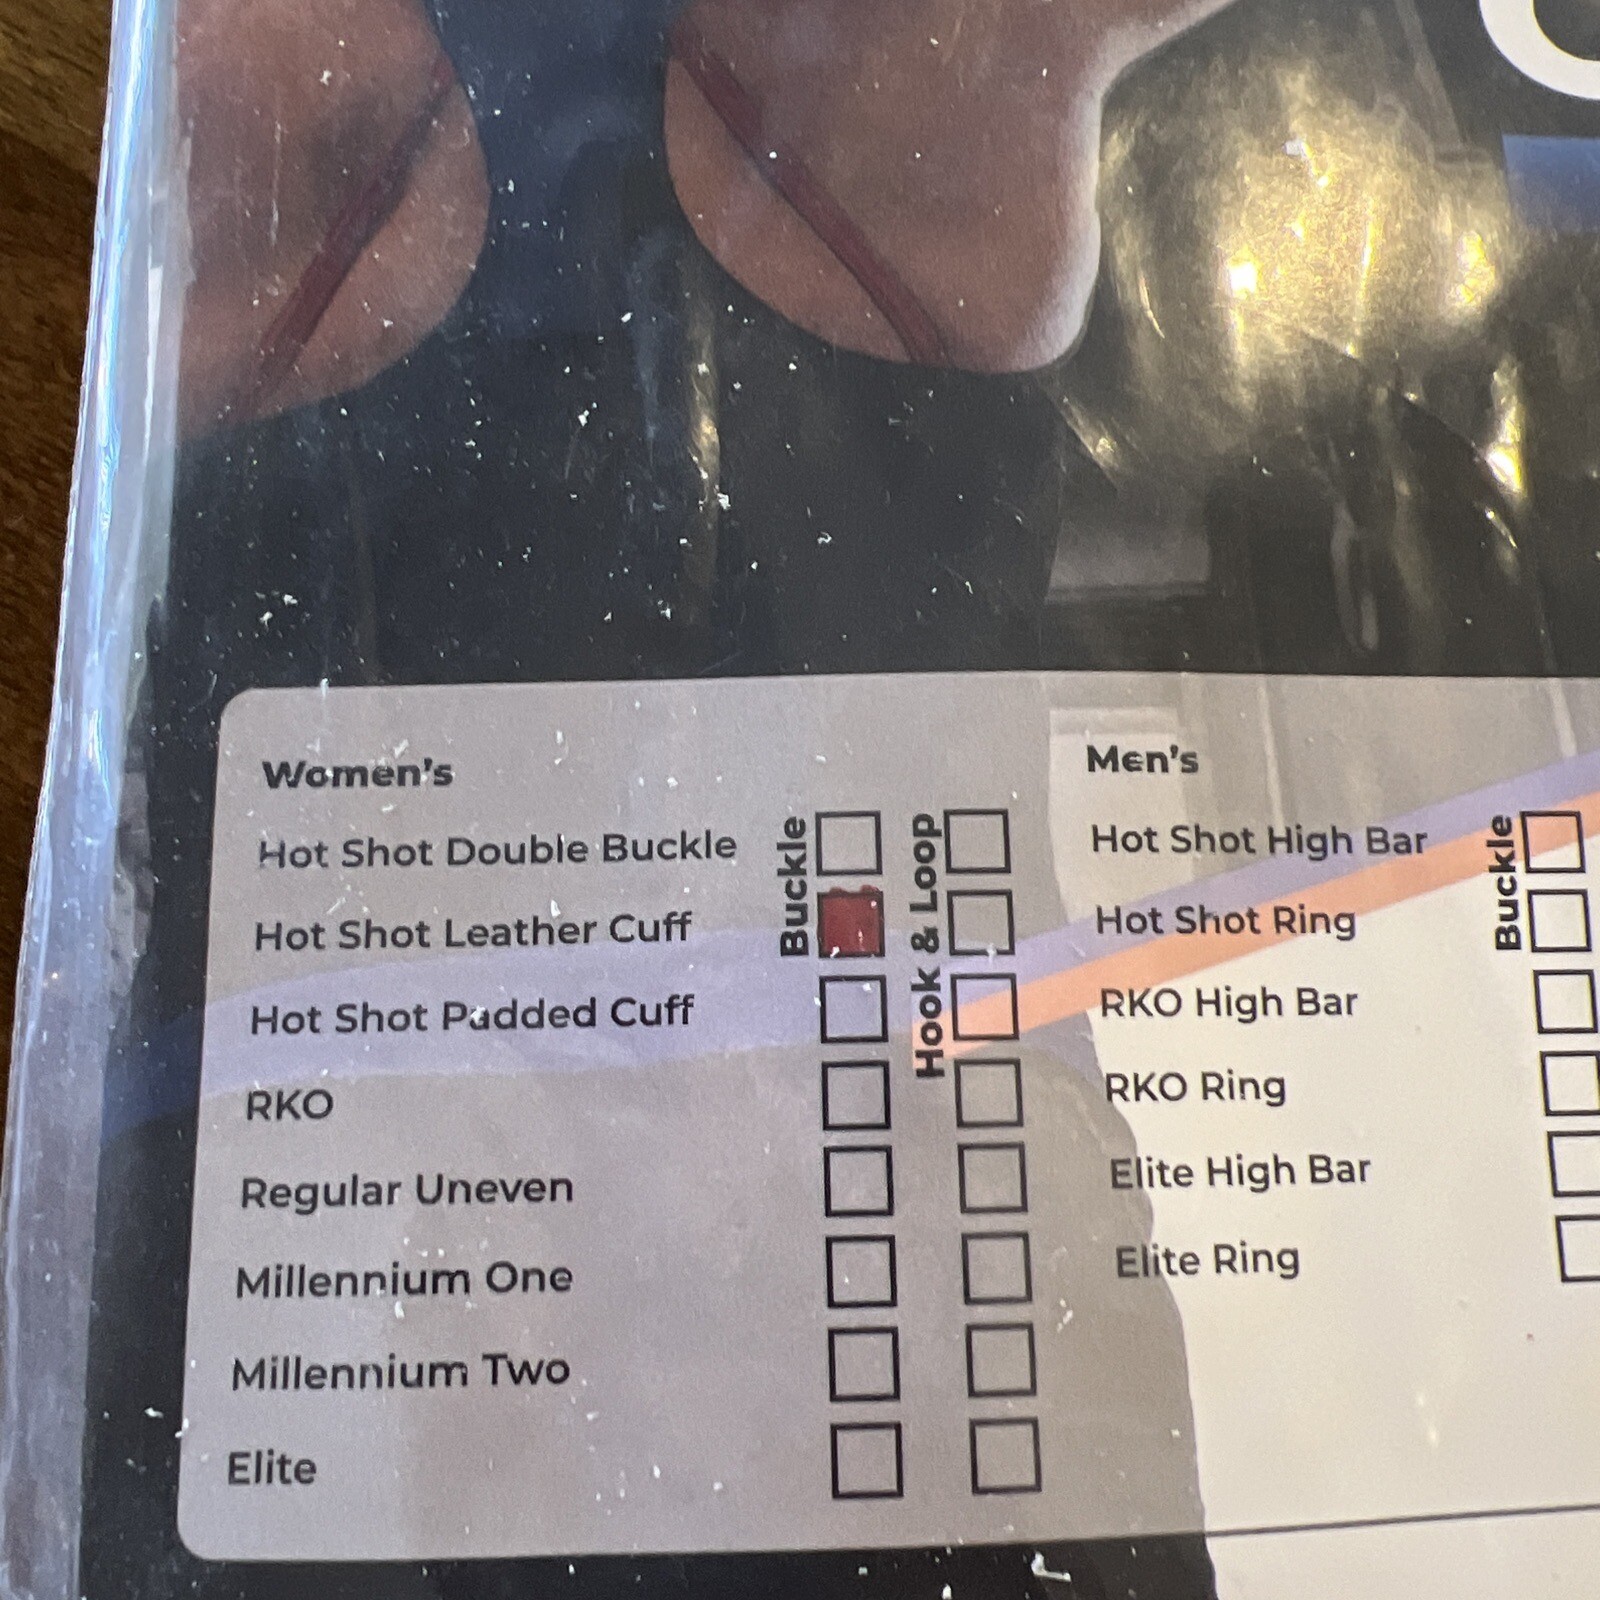 Women's
Buckle
Hook & Loop
Hot Shot Double Buckle
Hot Shot Leather Cuff
Hot Shot Padded Cuff
RKO
Regular Uneven
Millennium One
Millennium Two
Elite
Men's
Buckle
Hot Shot High Bar
Hot Shot Ring
RKO High Bar
RKO Ring
Elite High Bar
Elite Ring